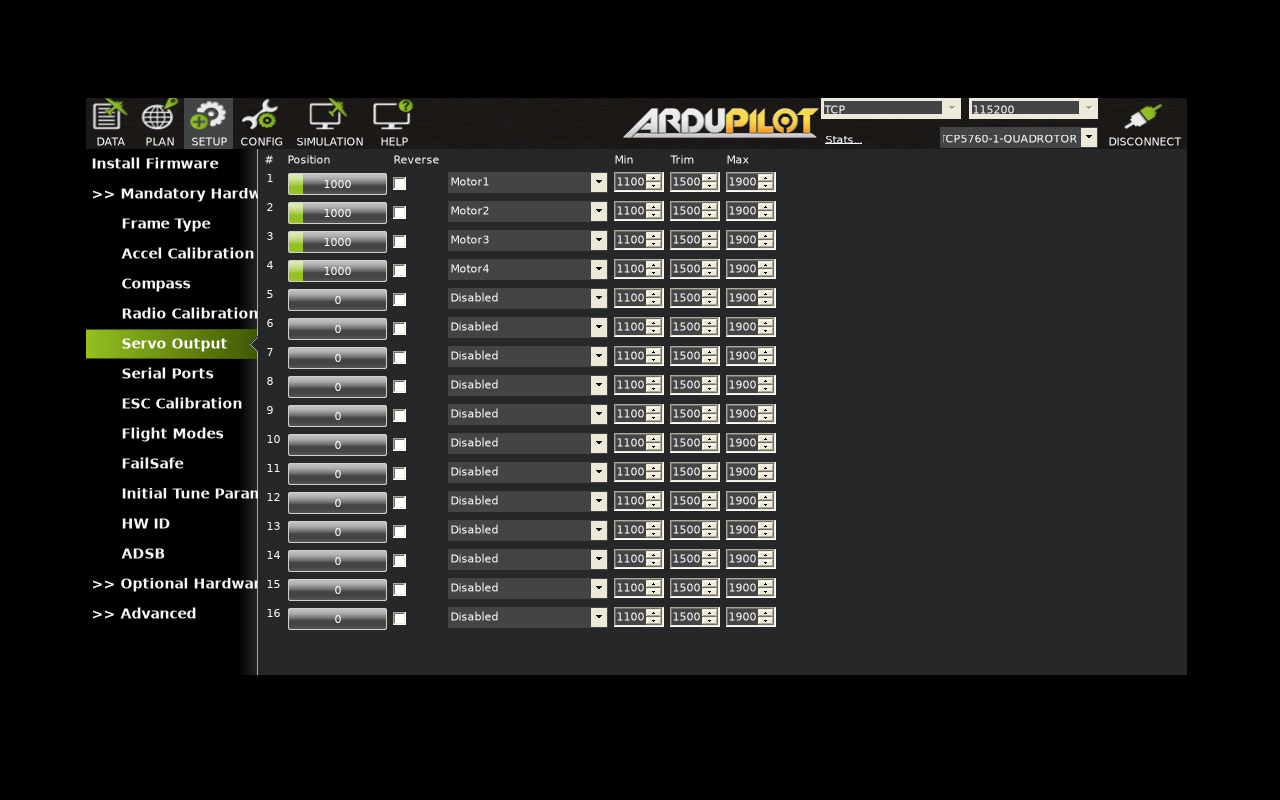 DATA PLAN SETUP CONFIG SIMULATION HELP
ARDUPILOT
TCP 115200
Stats... TCP5760-1-QUADROTOR DISCONNECT
Install Firmware
>> Mandatory Hardw
Frame Type
Accel Calibration
Compass
Radio Calibration
Servo Output
Serial Ports
ESC Calibration
Flight Modes
FailSafe
Initial Tune Param
HW ID
ADSB
>> Optional Hardwar
>> Advanced
# Position Reverse Min Trim Max
1 1000 Motor1 1100 1500 1900
2 1000 Motor2 1100 1500 1900
3 1000 Motor3 1100 1500 1900
4 1000 Motor4 1100 1500 1900
5 0 Disabled 1100 1500 1900
6 0 Disabled 1100 1500 1900
7 0 Disabled 1100 1500 1900
8 0 Disabled 1100 1500 1900
9 0 Disabled 1100 1500 1900
10 0 Disabled 1100 1500 1900
11 0 Disabled 1100 1500 1900
12 0 Disabled 1100 1500 1900
13 0 Disabled 1100 1500 1900
14 0 Disabled 1100 1500 1900
15 0 Disabled 1100 1500 1900
16 0 Disabled 1100 1500 1900